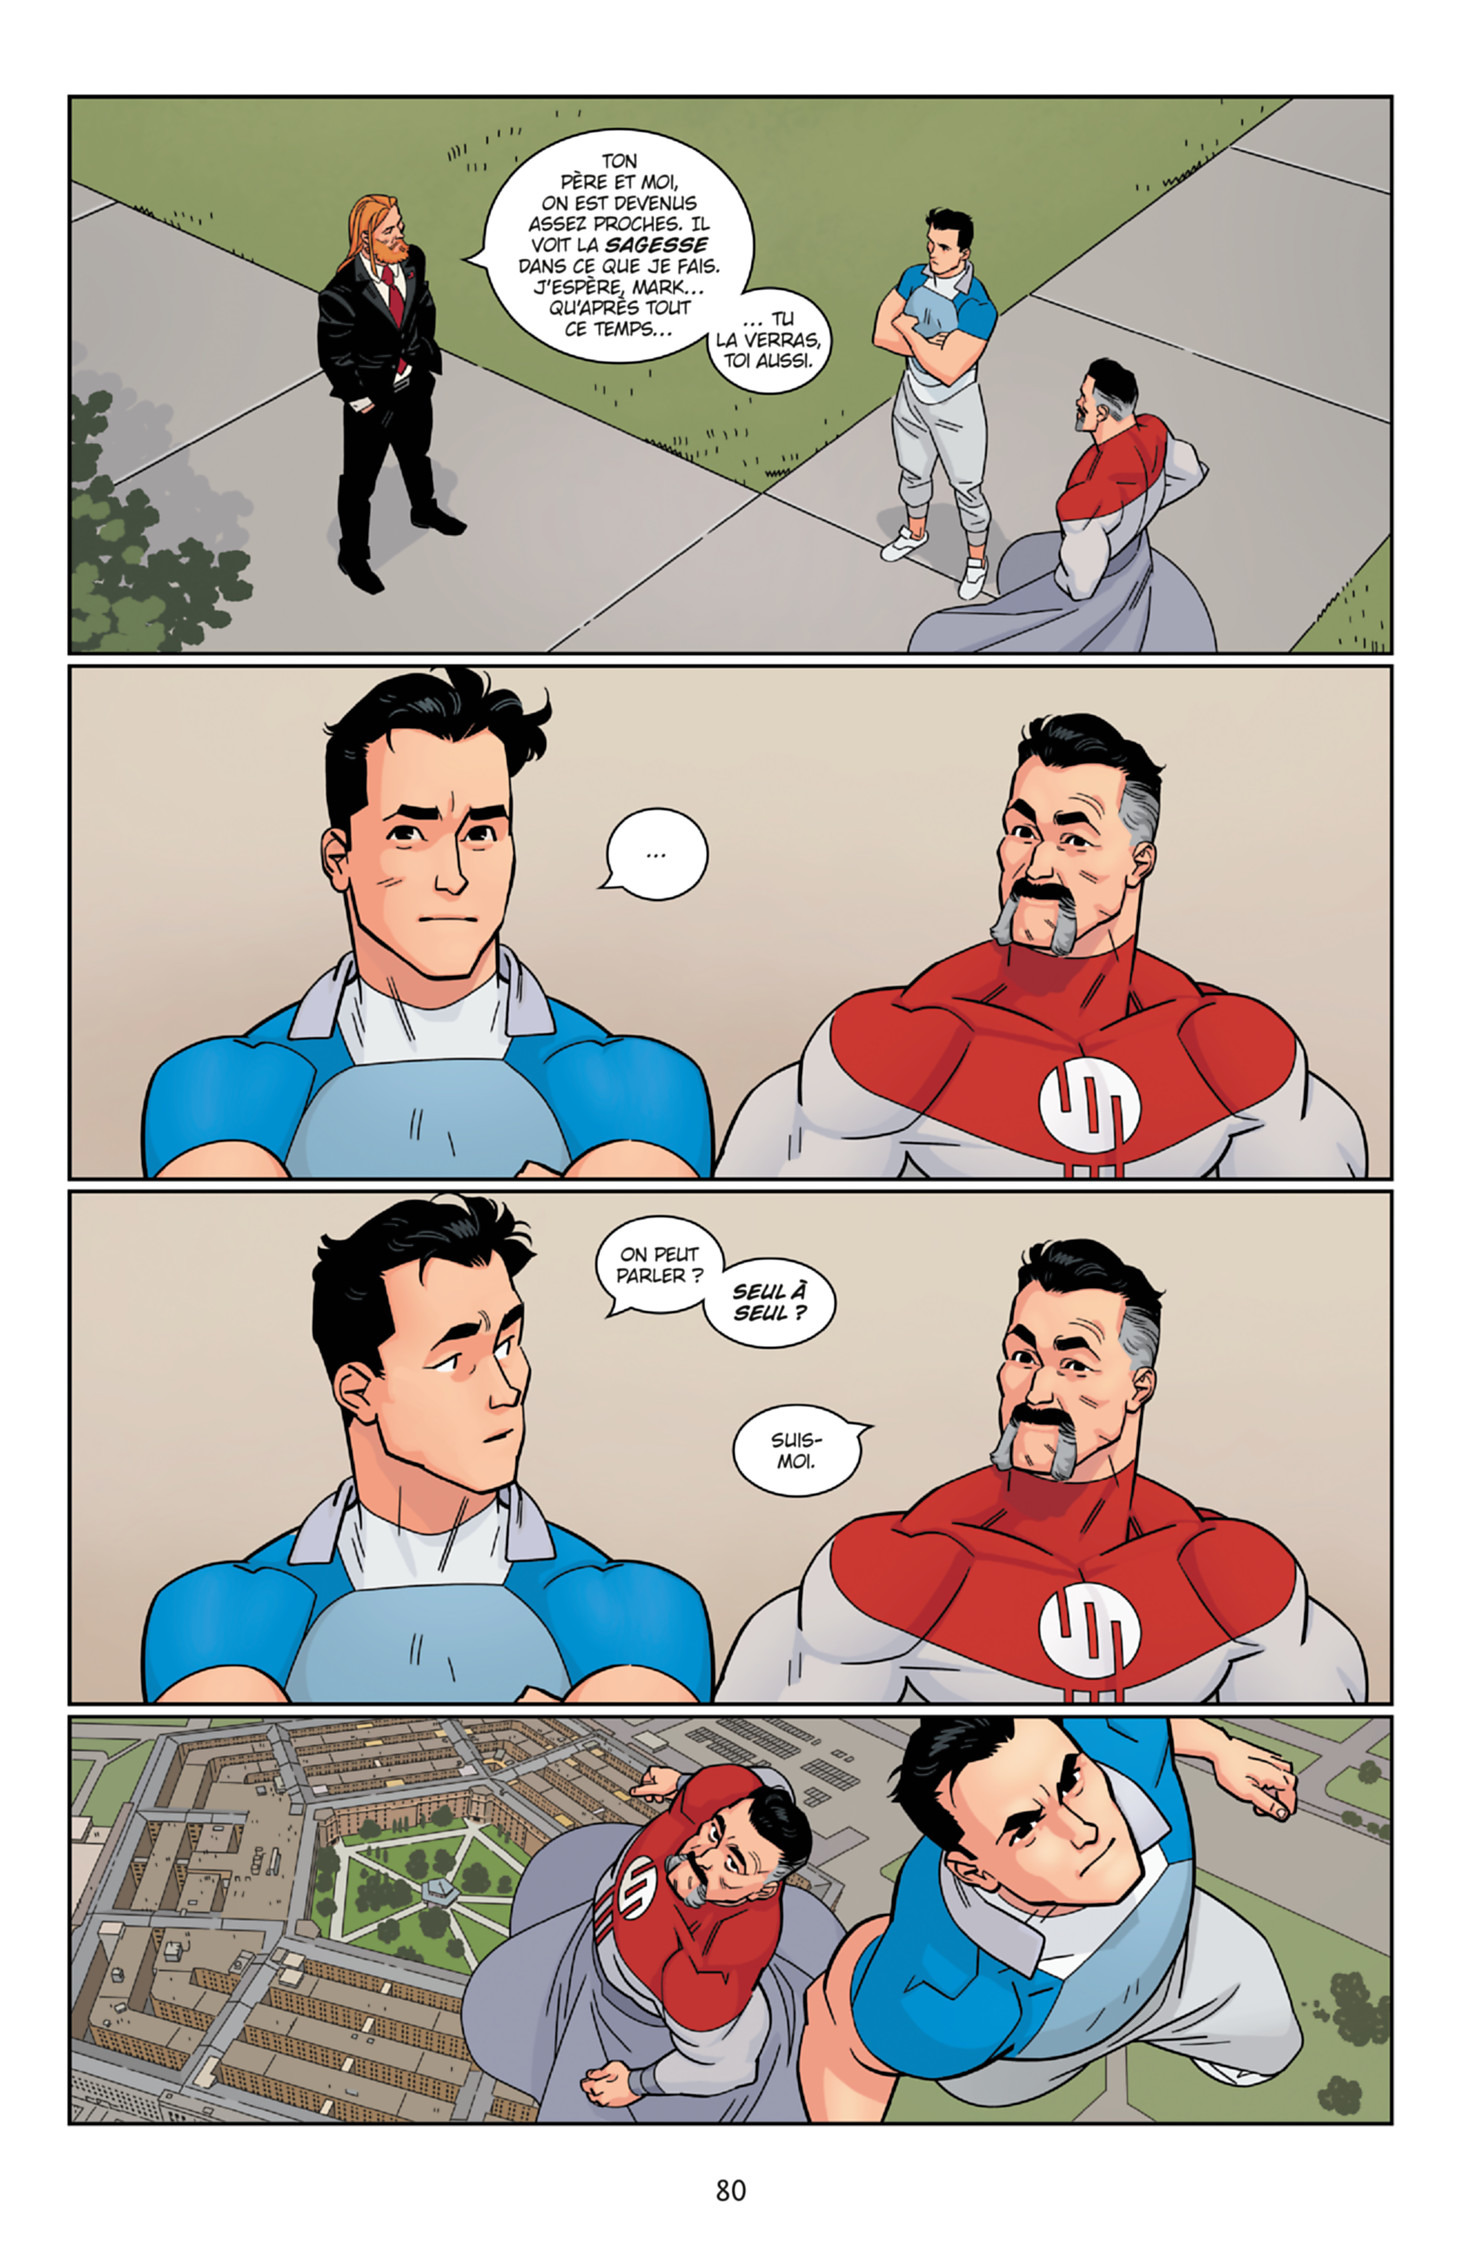 TON
PÈRE ET MOI,
ON EST DEVENUS
ASSEZ PROCHES. IL
VOIT LA SAGESSE
DANS CE QUE JE FAIS.
J'ESPÈRE, MARK...
QU'APRÈS TOUT
CE TEMPS...
... TU
LA VERRAS,
TOI AUSSI.
...
ON PEUT
PARLER ?
SEUL À
SEUL ?
SUIS-
MOI.
80